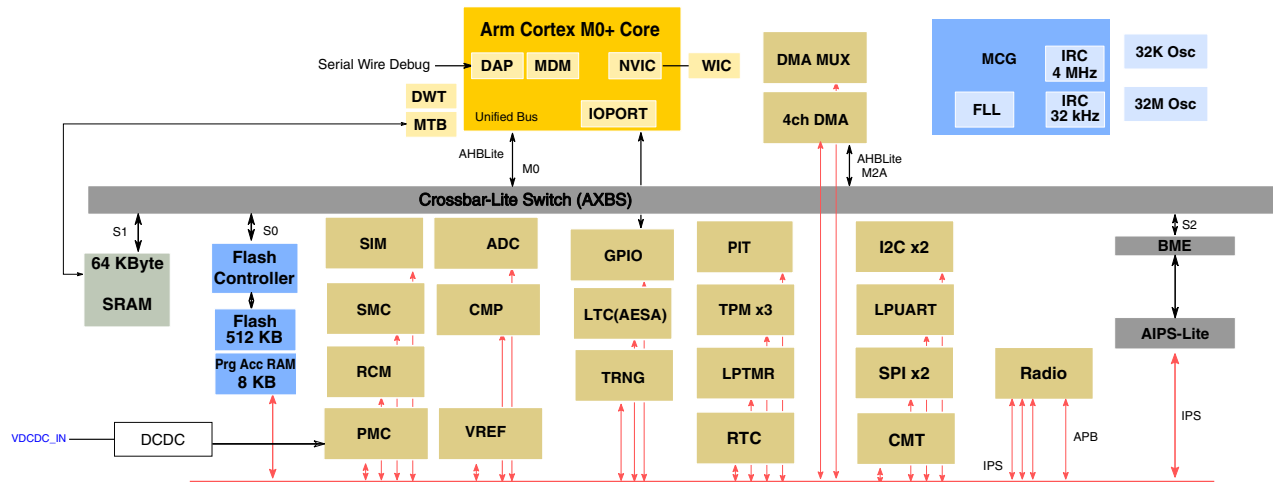 Arm Cortex M0+ Core
Serial Wire Debug
DAP
MDM
NVIC
WIC
DWT
MTB
Unified Bus
IOPORT
DMA MUX
4ch DMA
MCG
IRC
4 MHz
FLL
IRC
32 kHz
32K Osc
32M Osc
AHBLite
M0
AHBLite
M2A
Crossbar-Lite Switch (AXBS)
S1
S0
S2
64 KByte
SRAM
Flash
Controller
Flash
512 KB
Prg Acc RAM
8 KB
SIM
SMC
RCM
PMC
ADC
CMP
VREF
GPIO
LTC(AESA)
TRNG
PIT
TPM x3
LPTMR
RTC
I2C x2
LPUART
SPI x2
CMT
Radio
IPS
APB
BME
AIPS-Lite
IPS
VDCDC_IN
DCDC